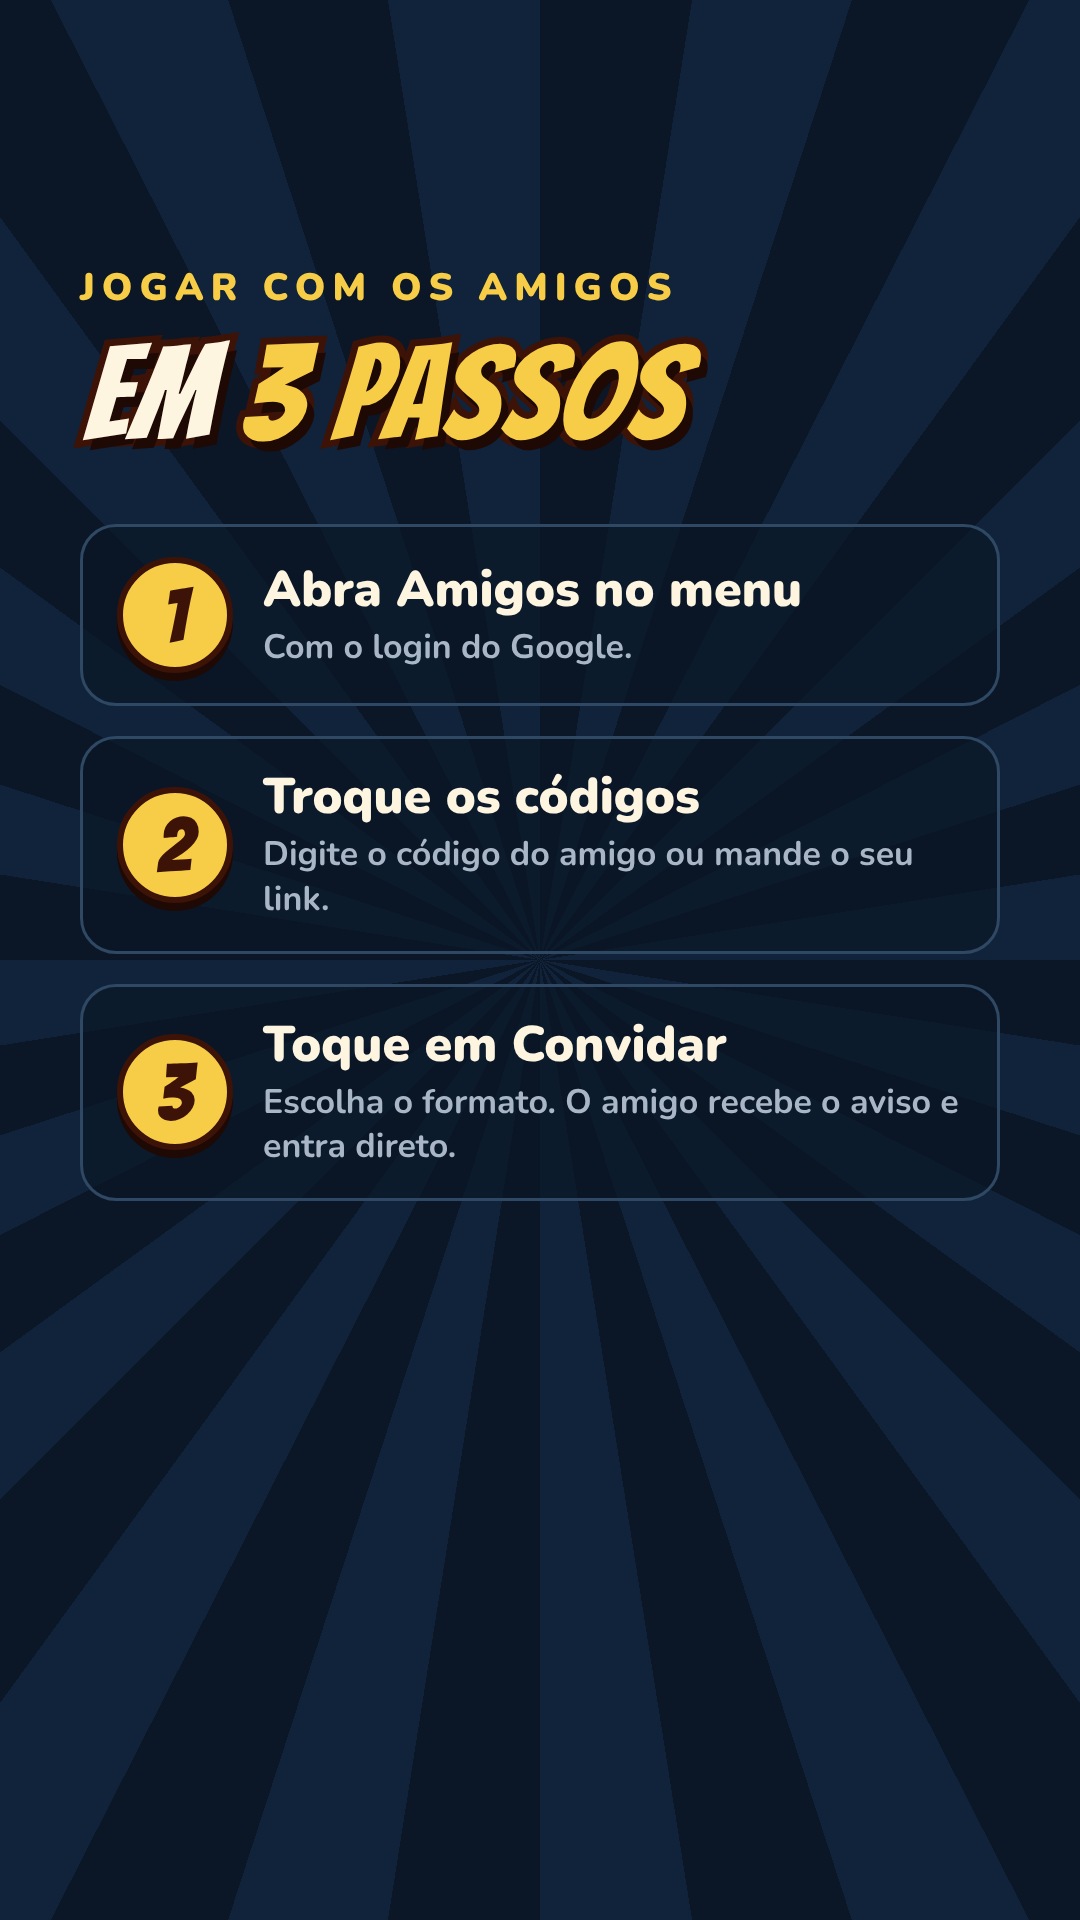 JOGAR COM OS AMIGOS
EM 3 PASSOS
1
Abra Amigos no menu
Com o login do Google.
2
Troque os códigos
Digite o código do amigo ou mande o seu
link.
3
Toque em Convidar
Escolha o formato. O amigo recebe o aviso e
entra direto.